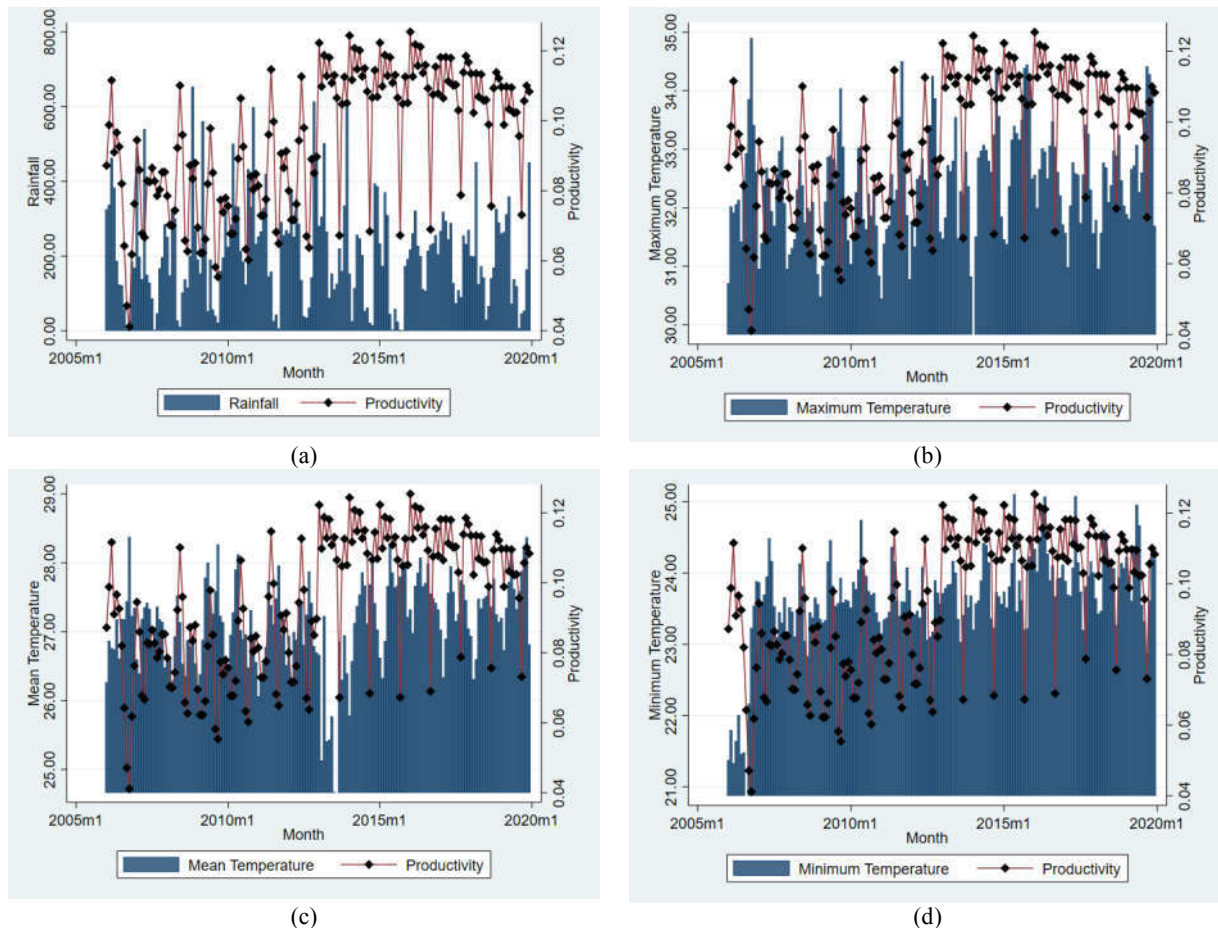 800.00
600.00
400.00
200.00
0.00
Rainfall
0.12
0.10
0.08
0.06
0.04
Productivity
2005m1 2010m1 2015m1 2020m1
Month
Rainfall Productivity
(a)
35.00
34.00
33.00
32.00
31.00
30.00
Maximum Temperature
0.12
0.10
0.08
0.06
0.04
Productivity
2005m1 2010m1 2015m1 2020m1
Month
Maximum Temperature Productivity
(b)
29.00
28.00
27.00
26.00
25.00
Mean Temperature
0.12
0.10
0.08
0.06
0.04
Productivity
2005m1 2010m1 2015m1 2020m1
Month
Mean Temperature Productivity
(c)
25.00
24.00
23.00
22.00
21.00
Minimum Temperature
0.12
0.10
0.08
0.06
0.04
Productivity
2005m1 2010m1 2015m1 2020m1
Month
Minimum Temperature Productivity
(d)